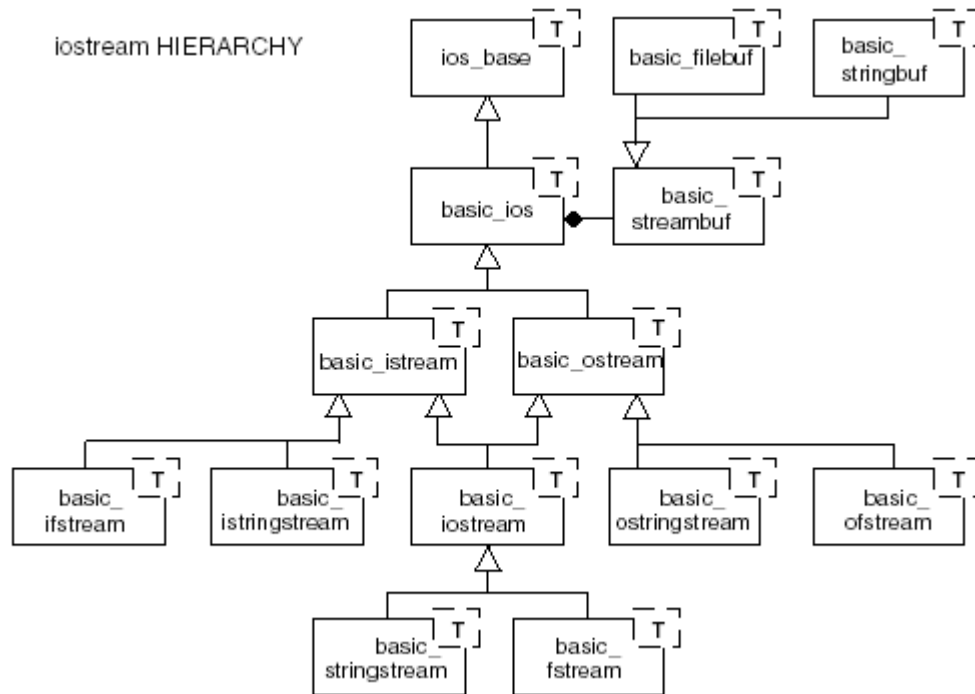 iostream HIERARCHY
T
ios_base
T
basic_filebuf
T
basic_
stringbuf
T
basic_ios
T
basic_
streambuf
T
basic_istream
T
basic_ostream
T
basic_
ifstream
T
basic_
istringstream
T
basic_
iostream
T
basic_
ostringstream
T
basic_
ofstream
T
basic_
stringstream
T
basic_
fstream